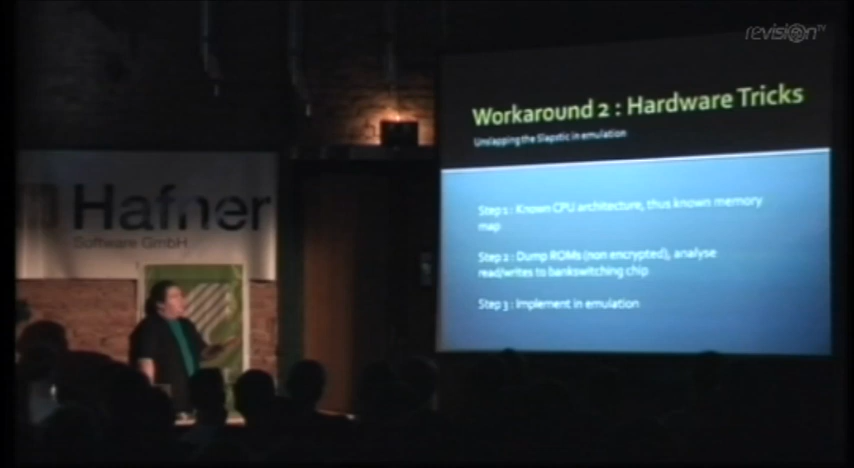 revision TV
Workaround 2 : Hardware Tricks
Unslapping the Slapstic in emulation
Step 1 : Known CPU architecture, thus known memory
map
Step 2 : Dump ROMs (non encrypted), analyse
read/writes to bankswitching chip
Step 3 : Implement in emulation
Hafner
Software GmbH